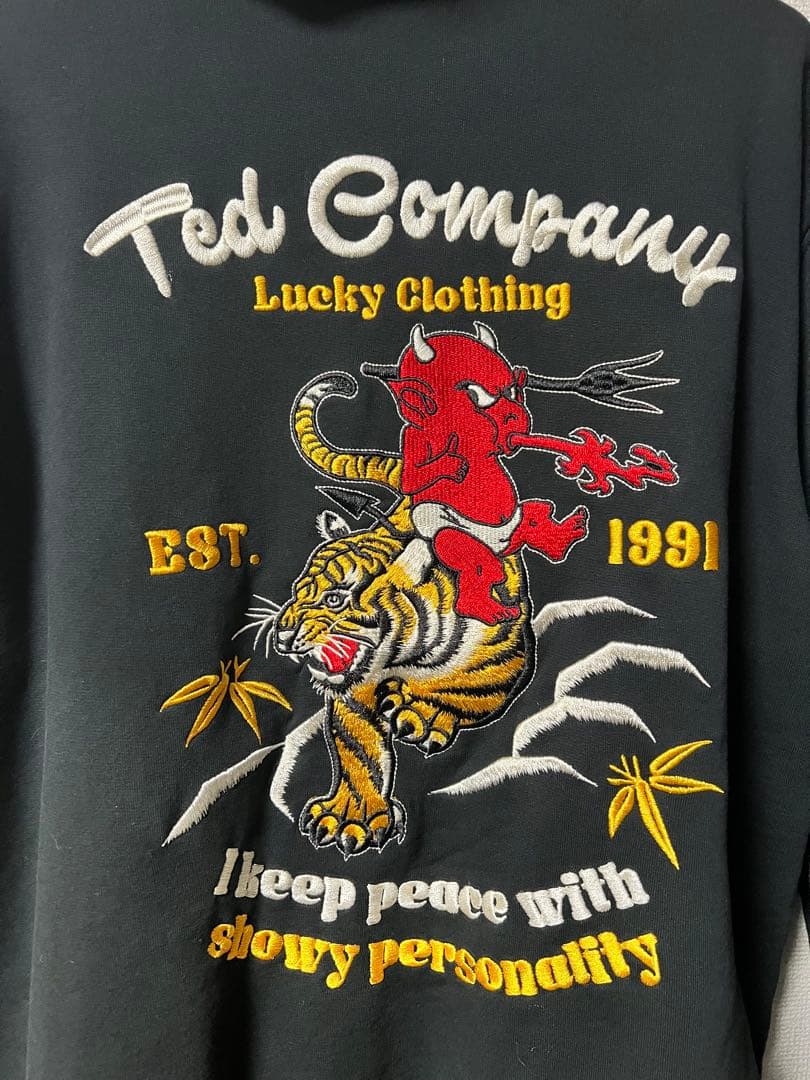 Ted Company
Lucky Clothing
EST. 1991
I keep peace with
showy personality